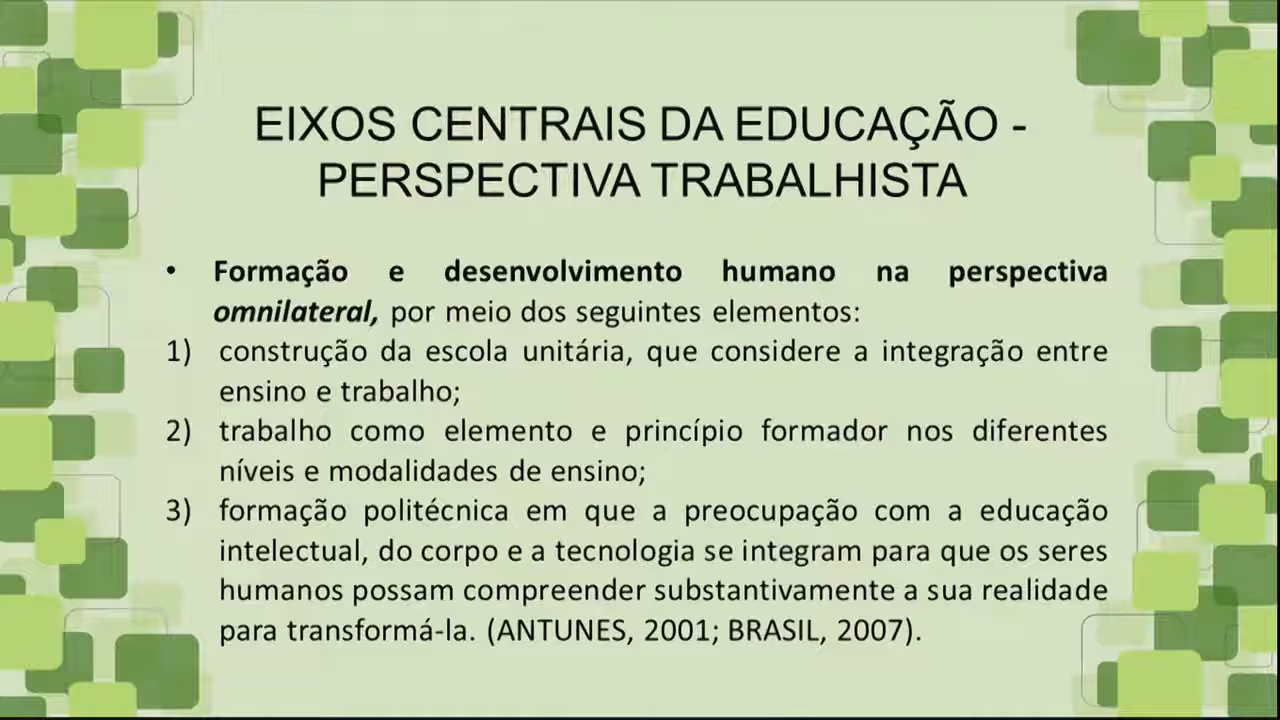 EIXOS CENTRAIS DA EDUCAÇÃO -
PERSPECTIVA TRABALHISTA
• Formação e desenvolvimento humano na perspectiva
omnilateral, por meio dos seguintes elementos:
1) construção da escola unitária, que considere a integração entre
ensino e trabalho;
2) trabalho como elemento e princípio formador nos diferentes
níveis e modalidades de ensino;
3) formação politécnica em que a preocupação com a educação
intelectual, do corpo e a tecnologia se integram para que os seres
humanos possam compreender substantivamente a sua realidade
para transformá-la. (ANTUNES, 2001; BRASIL, 2007).